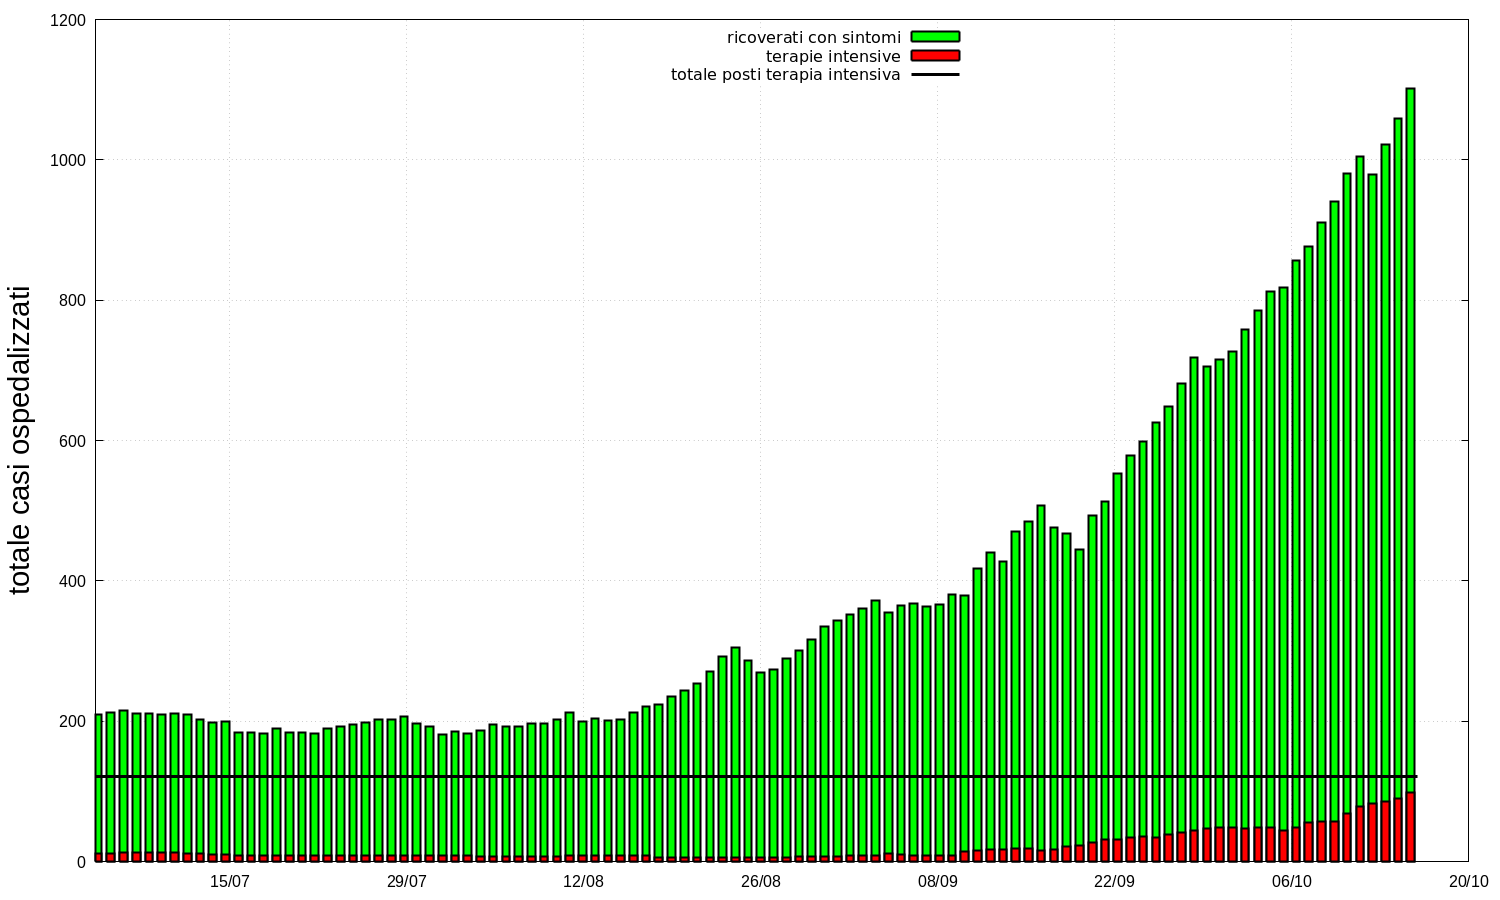 1200
1000
800
600
400
200
0
totale casi ospedalizzati
ricoverati con sintomi
terapie intensive
totale posti terapia intensiva
15/07 29/07 12/08 26/08 08/09 22/09 06/10 20/10